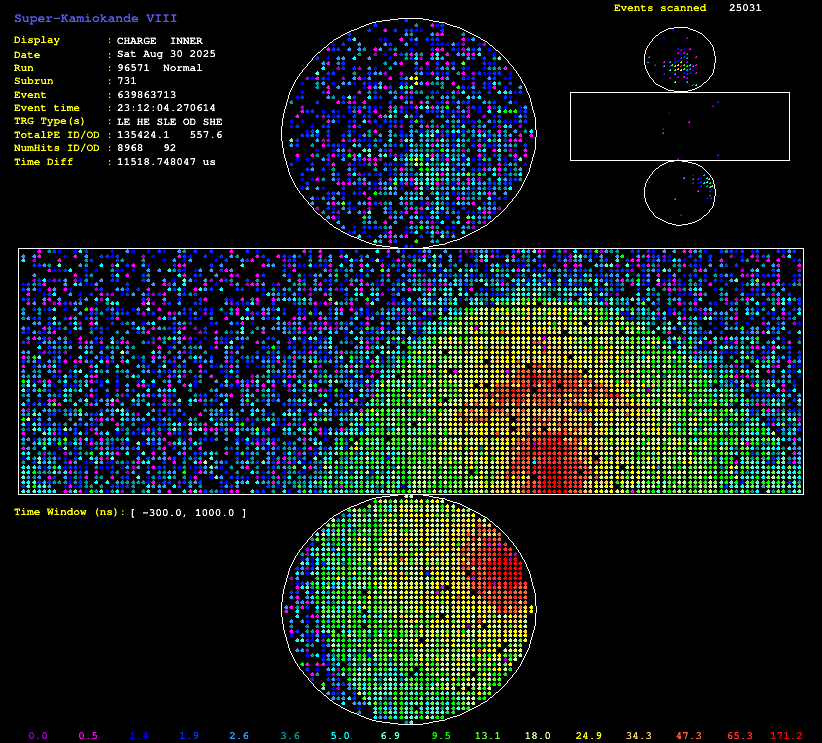 Super-Kamiokande VIII
Events scanned 25031
Display : CHARGE INNER
Date : Sat Aug 30 2025
Run : 96571 Normal
Subrun : 731
Event : 639863713
Event time : 23:12:04.270614
TRG Type(s) : LE HE SLE OD SHE
TotalPE ID/OD : 135424.1 557.6
NumHits ID/OD : 8968 92
Time Diff : 11518.748047 us
Time Window (ns): [ -300.0, 1000.0 ]
0.0 0.5 1.4 1.9 2.6 3.6 5.0 6.9 9.5 13.1 18.0 24.9 34.3 47.3 65.3 171.2